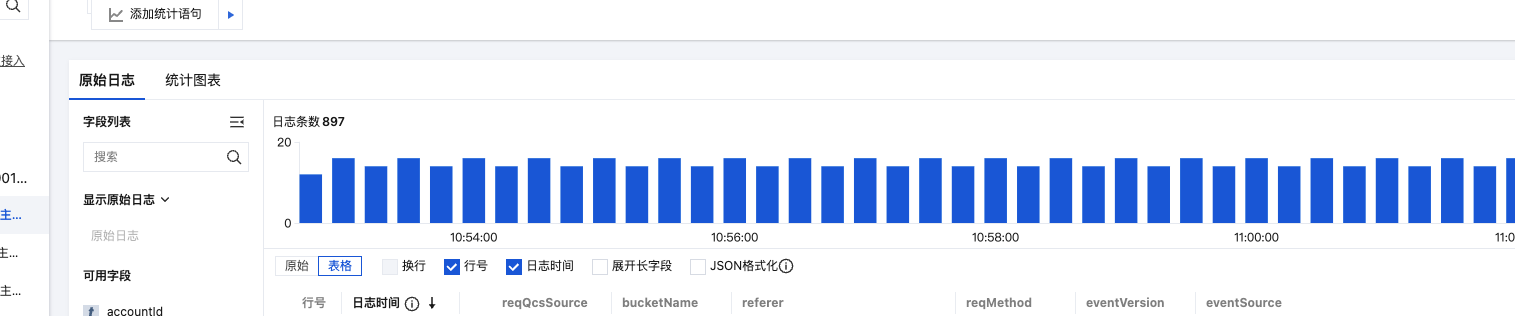 添加统计语句
接入
原始日志 统计图表
字段列表
日志条数 897
搜索
20
0
显示原始日志
原始日志
10:54:00 10:56:00 10:58:00 11:00:00
原始 表格 换行 行号 日志时间 展开长字段 JSON格式化
可用字段
行号 日志时间 reqQcsSource bucketName referer reqMethod eventVersion eventSource
t accountId
001...
主...
主...
主...